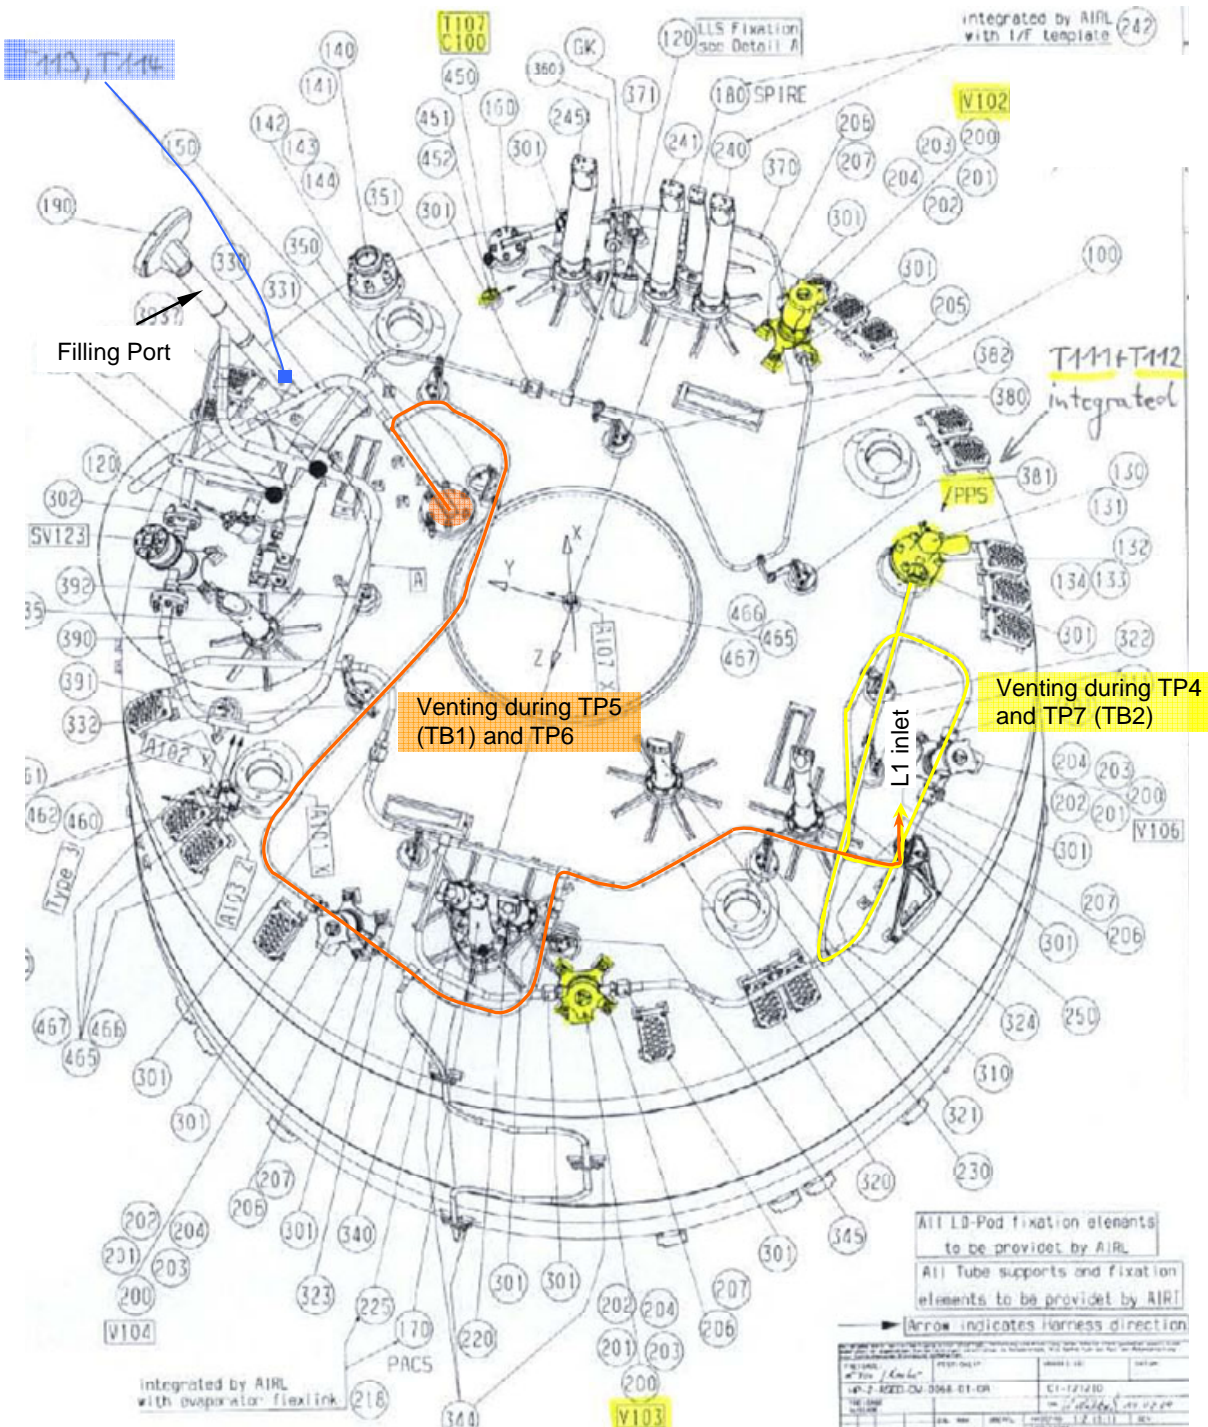 T107
C100
LLS Fixation
see Detail A
integrated by AIRL
with I/F template
242
T113, T114
140
141
450
GK
120
360
371
180
SPIRE
V102
142
143
144
150
451
452
160
245
301
241
240
206
207
370
203
200
204
201
202
190
351
301
301
301
100
350
331
205
Filling Port
382
380
T111+T112
integrated
120
302
SV123
392
A
X
Y
Z
A107 X
466
465
467
381
PPS
130
131
132
134
133
301
322
390
391
332
Venting during TP5
(TB1) and TP6
Venting during TP4
and TP7 (TB2)
L1 inlet
A102 X
A101 X
A103 Z
Type 3
462
460
204
203
202
201
200
V106
301
207
206
301
467
466
465
301
301
324
250
310
321
230
320
345
301
206
207
301
340
323
202
204
201
203
200
V104
225
170
PACS
218
220
301
301
344
202
204
201
203
200
V103
207
206
integrated by AIRL
with evaporator flexlink
All LO-Pod fixation elements
to be providet by AIRL
All Tube supports and fixation
elements to be providet by AIRL
Arrow indicates Harness direction